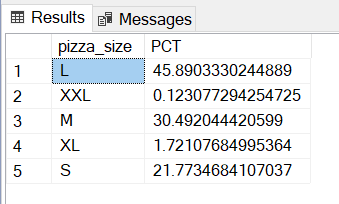 Results Messages
pizza_size PCT
1 L 45.8903330244889
2 XXL 0.123077294254725
3 M 30.492044420599
4 XL 1.72107684995364
5 S 21.7734684107037